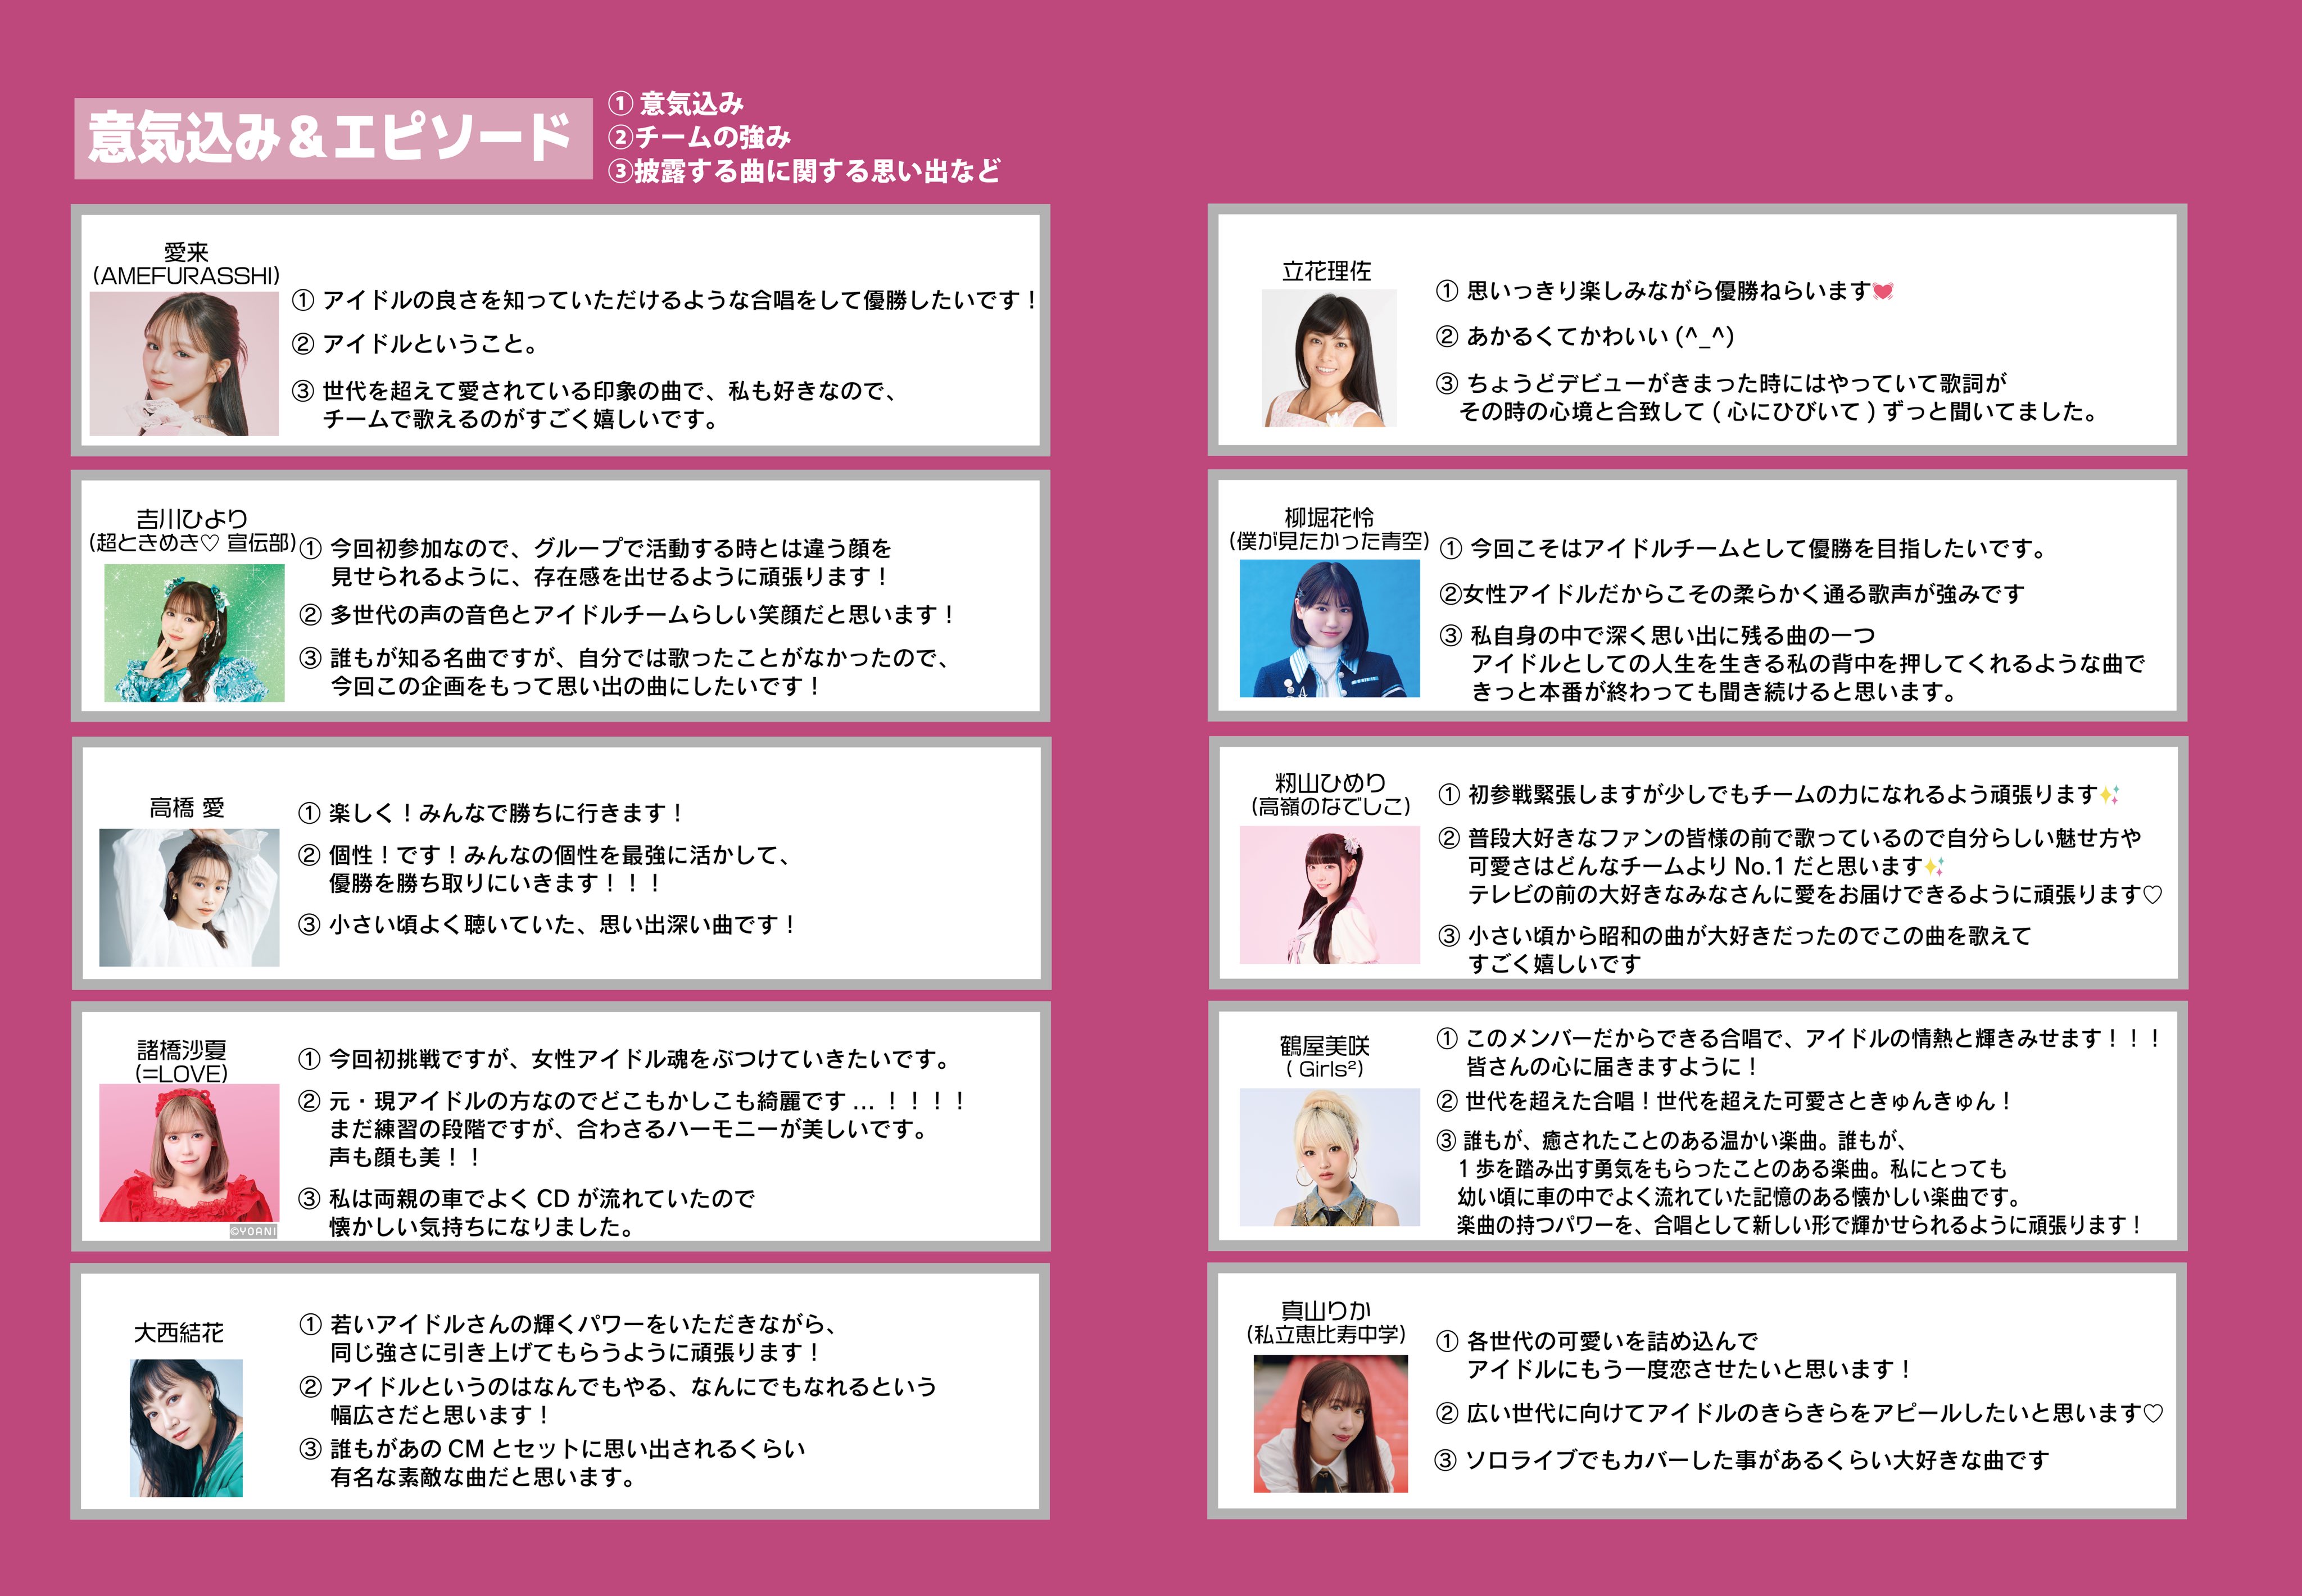 意気込み＆エピソード
① 意気込み
②チームの強み
③披露する曲に関する思い出など
愛来
(AMEFURASSHI)
① アイドルの良さを知っていただけるような合唱をして優勝したいです！
② アイドルということ。
③ 世代を超えて愛されている印象の曲で、私も好きなので、
チームで歌えるのがすごく嬉しいです。
吉川ひより
(超ときめき♡ 宣伝部)
① 今回初参加なので、グループで活動する時とは違う顔を
見せられるように、存在感を出せるように頑張ります！
② 多世代の声の音色とアイドルチームらしい笑顔だと思います！
③ 誰もが知る名曲ですが、自分では歌ったことがなかったので、
今回この企画をもって思い出の曲にしたいです！
高橋 愛
① 楽しく！みんなで勝ちに行きます！
② 個性！です！みんなの個性を最強に活かして、
優勝を勝ち取りにいきます！！！
③ 小さい頃よく聴いていた、思い出深い曲です！
諸橋沙夏
(=LOVE)
©YOANI
① 今回初挑戦ですが、女性アイドル魂をぶつけていきたいです。
② 元・現アイドルの方なのでどこもかしこも綺麗です ... ！！！！
まだ練習の段階ですが、合わさるハーモニーが美しいです。
声も顔も美！！
③ 私は両親の車でよく CD が流れていたので
懐かしい気持ちになりました。
大西結花
① 若いアイドルさんの輝くパワーをいただきながら、
同じ強さに引き上げてもらうように頑張ります！
② アイドルというのはなんでもやる、なんにでもなれるという
幅広さだと思います！
③ 誰もがあの CM とセットに思い出されるくらい
有名な素敵な曲だと思います。
立花理佐
① 思いっきり楽しみながら優勝ねらいます💓
② あかるくてかわいい (^_^)
③ ちょうどデビューがきまった時にはやっていて歌詞が
その時の心境と合致して ( 心にひびいて ) ずっと聞いてました。
柳堀花怜
(僕が見たかった青空)
① 今回こそはアイドルチームとして優勝を目指したいです。
②女性アイドルだからこその柔らかく通る歌声が強みです
③ 私自身の中で深く思い出に残る曲の一つ
アイドルとしての人生を生きる私の背中を押してくれるような曲で
きっと本番が終わっても聞き続けると思います。
籾山ひめり
(高嶺のなでしこ)
① 初参戦緊張しますが少しでもチームの力になれるよう頑張ります✨
② 普段大好きなファンの皆様の前で歌っているので自分らしい魅せ方や
可愛さはどんなチームより No.1 だと思います✨
テレビの前の大好きなみなさんに愛をお届けできるように頑張ります♡
③ 小さい頃から昭和の曲が大好きだったのでこの曲を歌えて
すごく嬉しいです
鶴屋美咲
( Girls²)
① このメンバーだからできる合唱で、アイドルの情熱と輝きみせます！！！
皆さんの心に届きますように！
② 世代を超えた合唱！世代を超えた可愛さときゅんきゅん！
③ 誰もが、癒されたことのある温かい楽曲。誰もが、
1 歩を踏み出す勇気をもらったことのある楽曲。私にとっても
幼い頃に車の中でよく流れていた記憶のある懐かしい楽曲です。
楽曲の持つパワーを、合唱として新しい形で輝かせられるように頑張ります！
真山りか
(私立恵比寿中学)
① 各世代の可愛いを詰め込んで
アイドルにもう一度恋させたいと思います！
② 広い世代に向けてアイドルのきらきらをアピールしたいと思います♡
③ ソロライブでもカバーした事があるくらい大好きな曲です